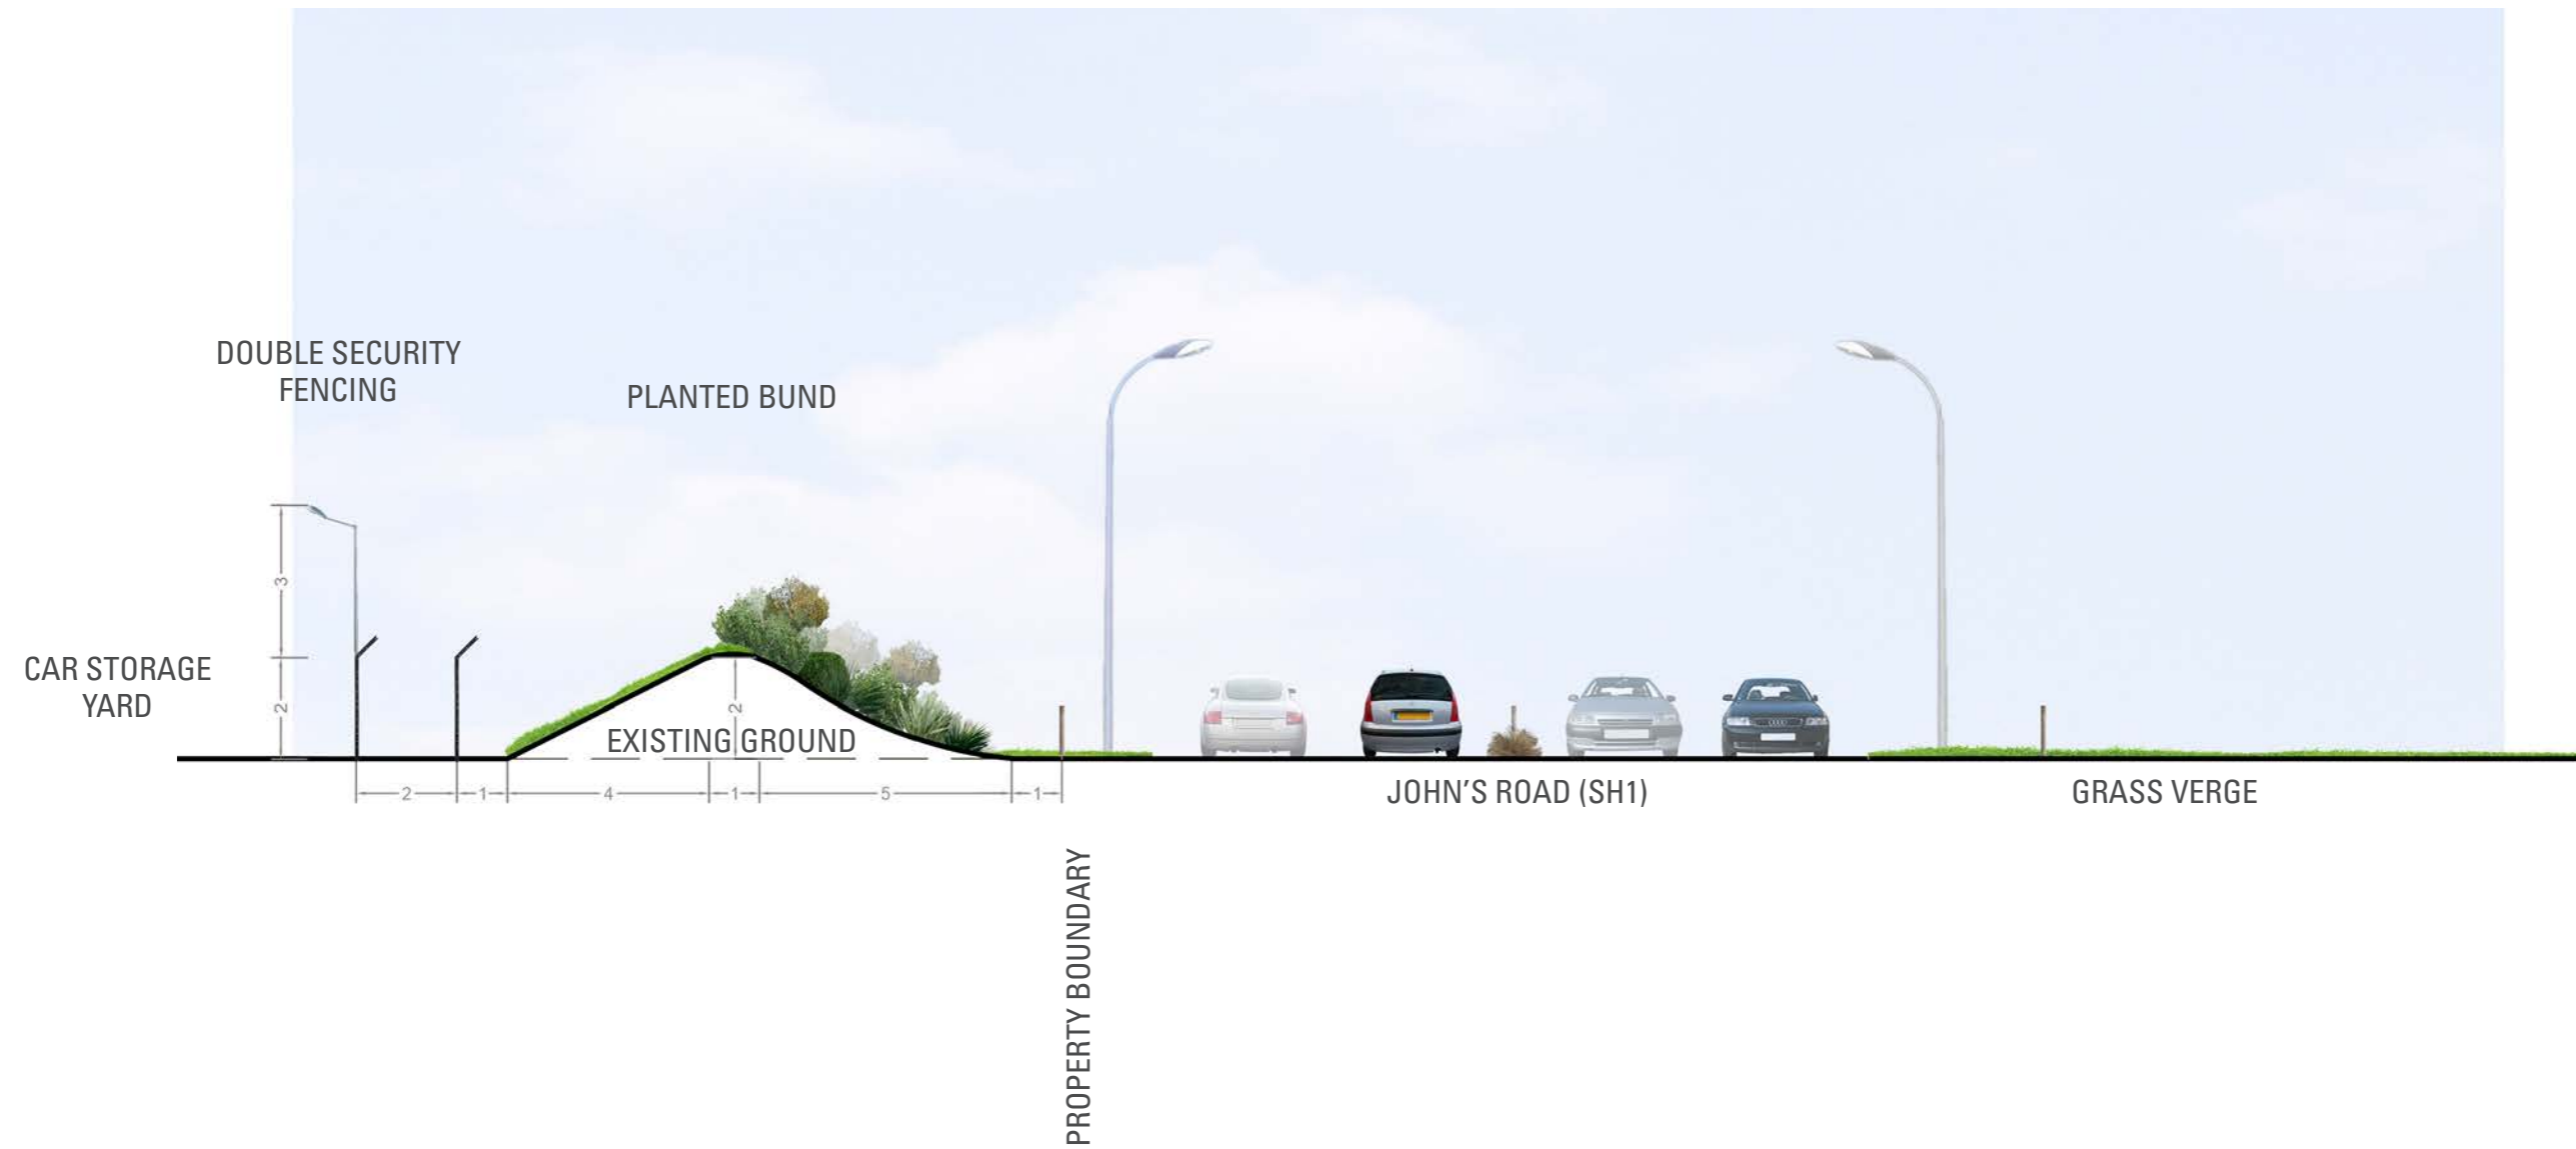 DOUBLE SECURITY
FENCING
PLANTED BUND
3
CAR STORAGE
YARD
2
2
EXISTING GROUND
2
1
4
1
5
1
JOHN'S ROAD (SH1)
GRASS VERGE
PROPERTY BOUNDARY